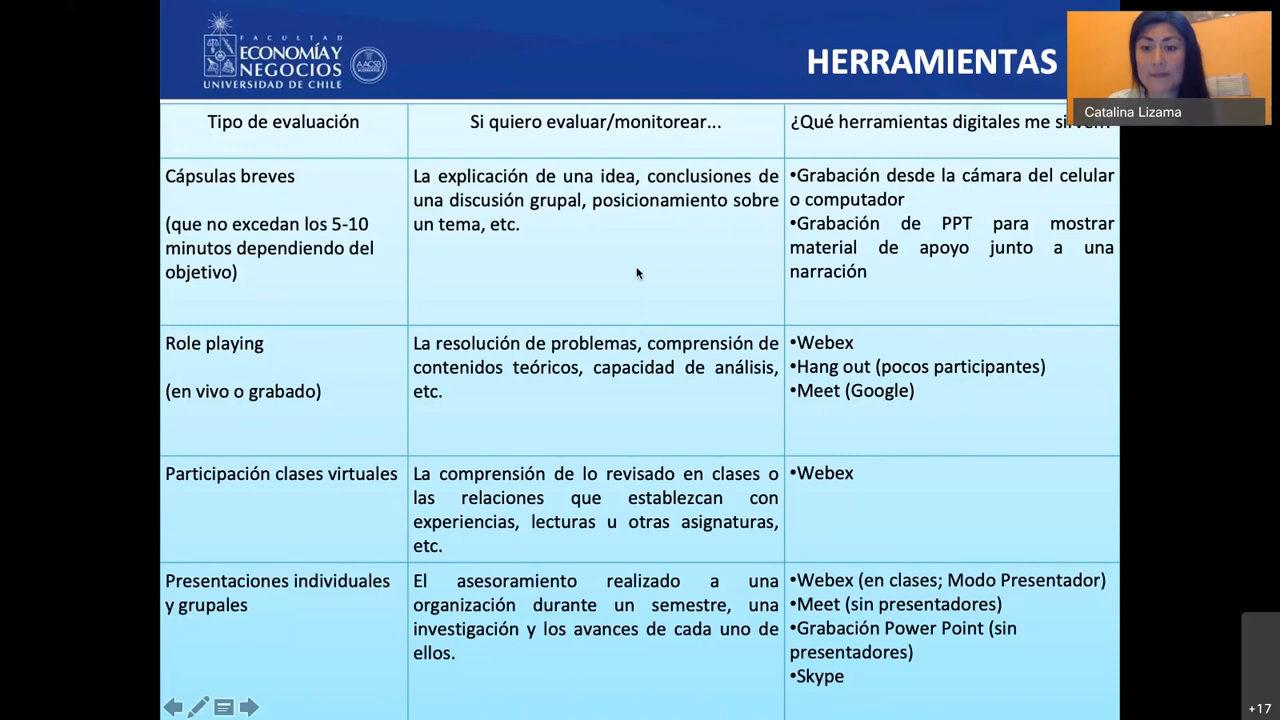 FACULTAD
ECONOMÍA Y
NEGOCIOS
UNIVERSIDAD DE CHILE
AACSB
ACCREDITED
HERRAMIENTAS
Catalina Lizama
Tipo de evaluación
Si quiero evaluar/monitorear...
¿Qué herramientas digitales me
Cápsulas breves
(que no excedan los 5-10
minutos dependiendo del
objetivo)
La explicación de una idea, conclusiones de
una discusión grupal, posicionamiento sobre
un tema, etc.
•Grabación desde la cámara del celular
o computador
•Grabación de PPT para mostrar
material de apoyo junto a una
narración
Role playing
(en vivo o grabado)
La resolución de problemas, comprensión de
contenidos teóricos, capacidad de análisis,
etc.
•Webex
•Hang out (pocos participantes)
•Meet (Google)
Participación clases virtuales
La comprensión de lo revisado en clases o
las relaciones que establezcan con
experiencias, lecturas u otras asignaturas,
etc.
•Webex
Presentaciones individuales
y grupales
El asesoramiento realizado a una
organización durante un semestre, una
investigación y los avances de cada uno de
ellos.
•Webex (en clases; Modo Presentador)
•Meet (sin presentadores)
•Grabación Power Point (sin
presentadores)
•Skype
+17